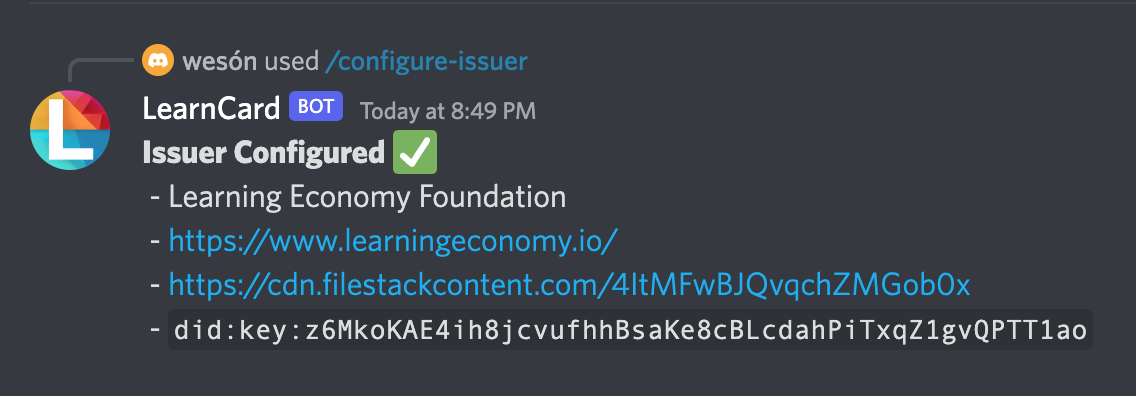 wesón used /configure-issuer
L
LearnCard BOT Today at 8:49 PM
Issuer Configured ✅
- Learning Economy Foundation
- https://www.learningeconomy.io/
- https://cdn.filestackcontent.com/4ltMFwBJQvqchZMGob0x
- did:key:z6MkoKAE4ih8jcvufhhBsaKe8cBLcdahPiTxqZ1gvQPTT1ao